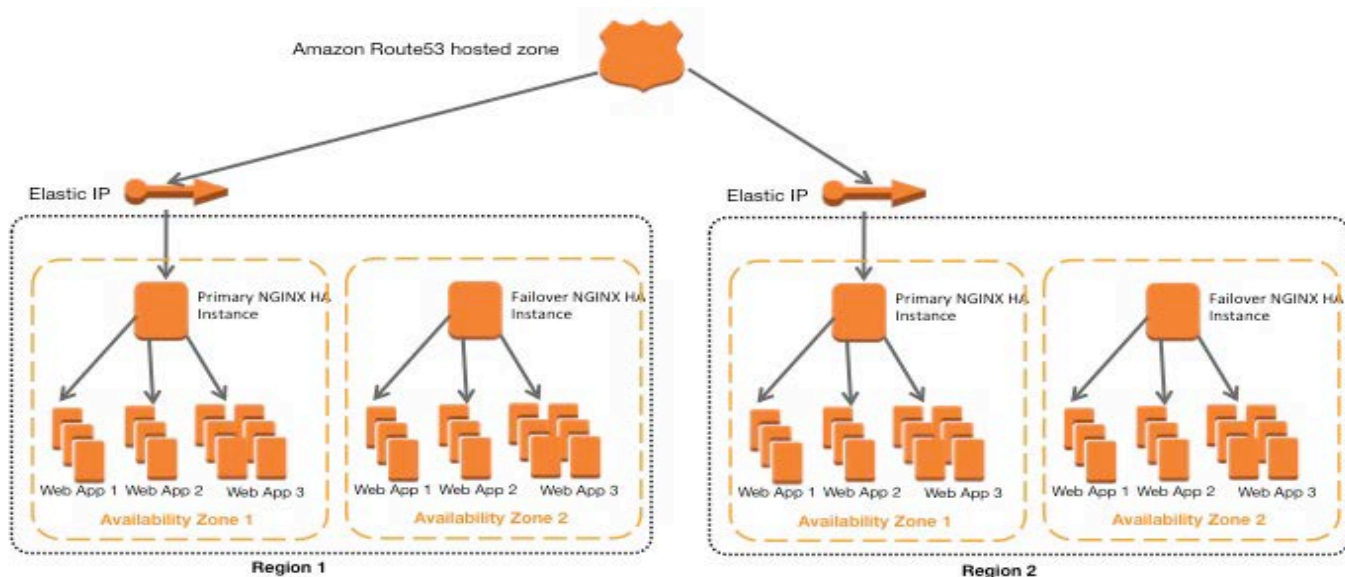 Amazon Route53 hosted zone
Elastic IP
Elastic IP
Primary NGINX HA
Instance
Failover NGINX HA
Instance
Primary NGINX HA
Instance
Failover NGINX HA
Instance
Web App 1
Web App 2
Web App 3
Web App 1
Web App 2
Web App 3
Web App 1
Web App 2
Web App 3
Web App 1
Web App 2
Web App 3
Availability Zone 1
Availability Zone 2
Availability Zone 1
Availability Zone 2
Region 1
Region 2